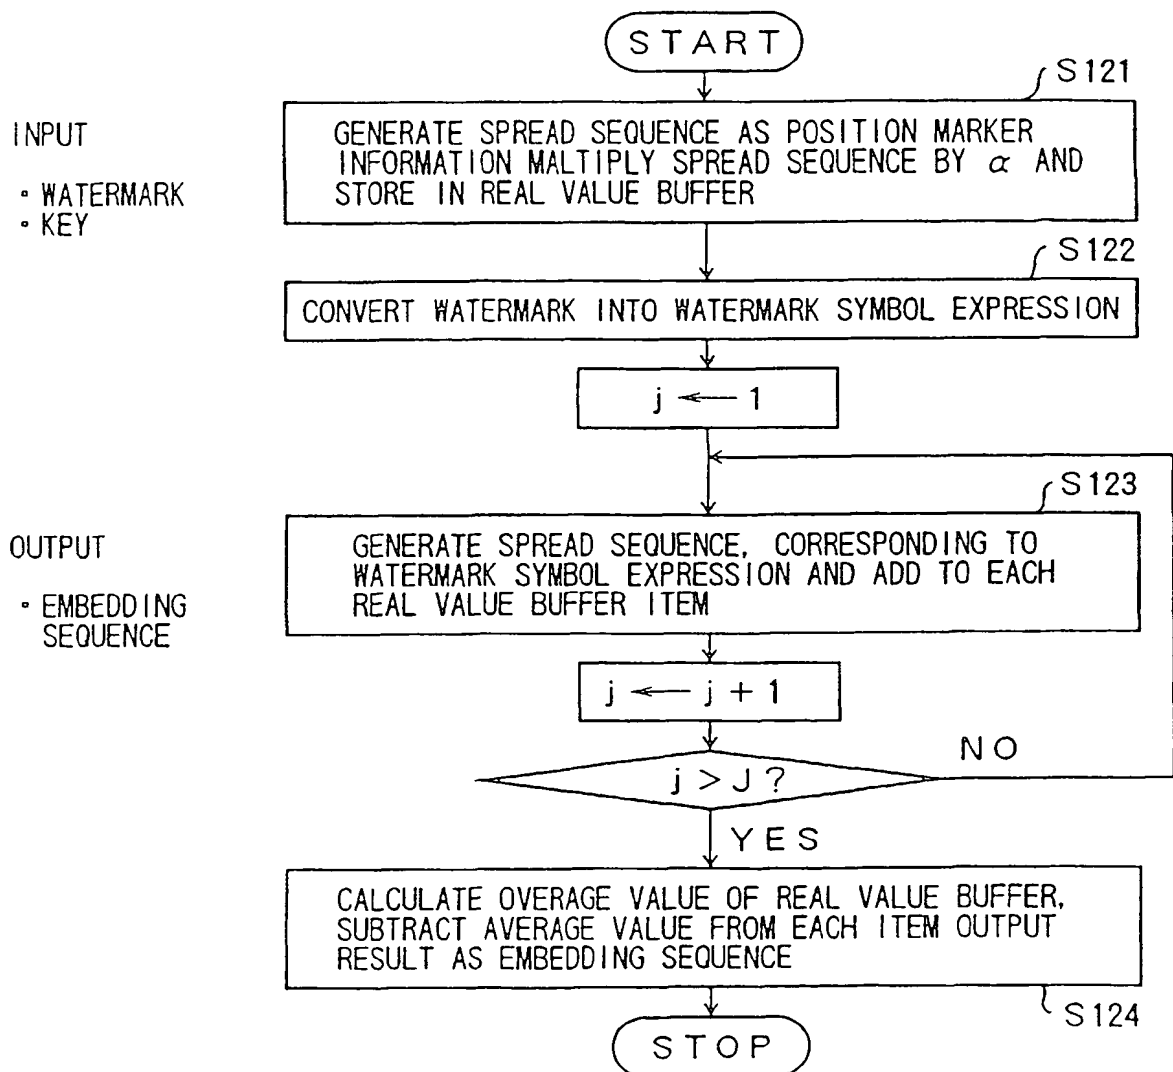 START
S121
INPUT
・WATERMARK
・KEY
GENERATE SPREAD SEQUENCE AS POSITION MARKER
INFORMATION MALTIPLY SPREAD SEQUENCE BY α AND
STORE IN REAL VALUE BUFFER
S122
CONVERT WATERMARK INTO WATERMARK SYMBOL EXPRESSION
j ← 1
S123
OUTPUT
・EMBEDDING
SEQUENCE
GENERATE SPREAD SEQUENCE, CORRESPONDING TO
WATERMARK SYMBOL EXPRESSION AND ADD TO EACH
REAL VALUE BUFFER ITEM
j ← j + 1
j > J ?
NO
YES
CALCULATE OVERAGE VALUE OF REAL VALUE BUFFER,
SUBTRACT AVERAGE VALUE FROM EACH ITEM OUTPUT
RESULT AS EMBEDDING SEQUENCE
S124
STOP